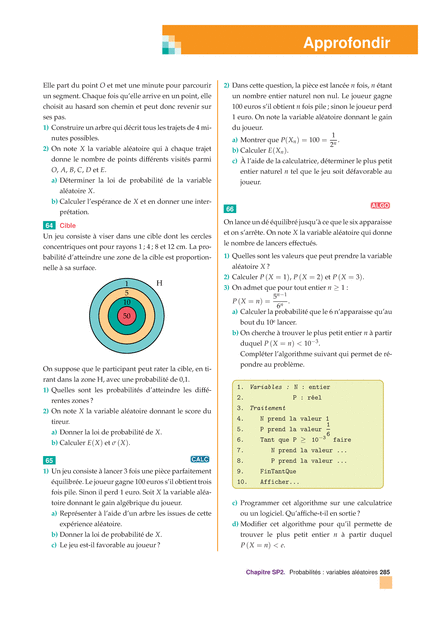 Approfondir
Elle part du point O et met une minute pour parcourir
un segment. Chaque fois qu'elle arrive en un point, elle
choisit au hasard son chemin et peut donc revenir sur
ses pas.
1) Construire un arbre qui décrit tous les trajets de 4 mi-
nutes possibles.
2) On note X la variable aléatoire qui à chaque trajet
donne le nombre de points différents visités parmi
O, A, B, C, D et E.
a) Déterminer la loi de probabilité de la variable
aléatoire X.
b) Calculer l'espérance de X et en donner une inter-
prétation.
64 Cible
Un jeu consiste à viser dans une cible dont les cercles
concentriques ont pour rayons 1 ; 4 ; 8 et 12 cm. La pro-
babilité d'atteindre une zone de la cible est proportion-
nelle à sa surface.
H
1
5
10
50
On suppose que le participant peut rater la cible, en ti-
rant dans la zone H, avec une probabilité de 0,1.
1) Quelles sont les probabilités d'atteindre les diffé-
rentes zones ?
2) On note X la variable aléatoire donnant le score du
tireur.
a) Donner la loi de probabilité de X.
b) Calculer E(X) et σ (X).
65 CALC
1) Un jeu consiste à lancer 3 fois une pièce parfaitement
équilibrée. Le joueur gagne 100 euros s'il obtient trois
fois pile. Sinon il perd 1 euro. Soit X la variable aléa-
toire donnant le gain algébrique du joueur.
a) Représenter à l'aide d'un arbre les issues de cette
expérience aléatoire.
b) Donner la loi de probabilité de X.
c) Le jeu est-il favorable au joueur ?
2) Dans cette question, la pièce est lancée n fois, n étant
un nombre entier naturel non nul. Le joueur gagne
100 euros s'il obtient n fois pile ; sinon le joueur perd
1 euro. On note la variable aléatoire donnant le gain
du joueur.
a) Montrer que P(Xₙ) = 100 = 1/2ⁿ.
b) Calculer E(Xₙ).
c) À l'aide de la calculatrice, déterminer le plus petit
entier naturel n tel que le jeu soit défavorable au
joueur.
66 ALGO
On lance un dé équilibré jusqu'à ce que le six apparaisse
et on s'arrête. On note X la variable aléatoire qui donne
le nombre de lancers effectués.
1) Quelles sont les valeurs que peut prendre la variable
aléatoire X ?
2) Calculer P (X = 1), P (X = 2) et P (X = 3).
3) On admet que pour tout entier n ≥ 1 :
P (X = n) = 5ⁿ⁻¹/6ⁿ.
a) Calculer la probabilité que le 6 n'apparaisse qu'au
bout du 10ᵉ lancer.
b) On cherche à trouver le plus petit entier n à partir
duquel P (X = n) < 10⁻³.
Compléter l'algorithme suivant qui permet de ré-
pondre au problème.
1. Variables : N : entier
2. P : réel
3. Traitement
4. N prend la valeur 1
5. P prend la valeur 1/6
6. Tant que P ≥ 10⁻³ faire
7. N prend la valeur ...
8. P prend la valeur ...
9. FinTantQue
10. Afficher...
c) Programmer cet algorithme sur une calculatrice
ou un logiciel. Qu'affiche-t-il en sortie ?
d) Modifier cet algorithme pour qu'il permette de
trouver le plus petit entier n à partir duquel
P (X = n) < e.
Chapitre SP2. Probabilités : variables aléatoires 285